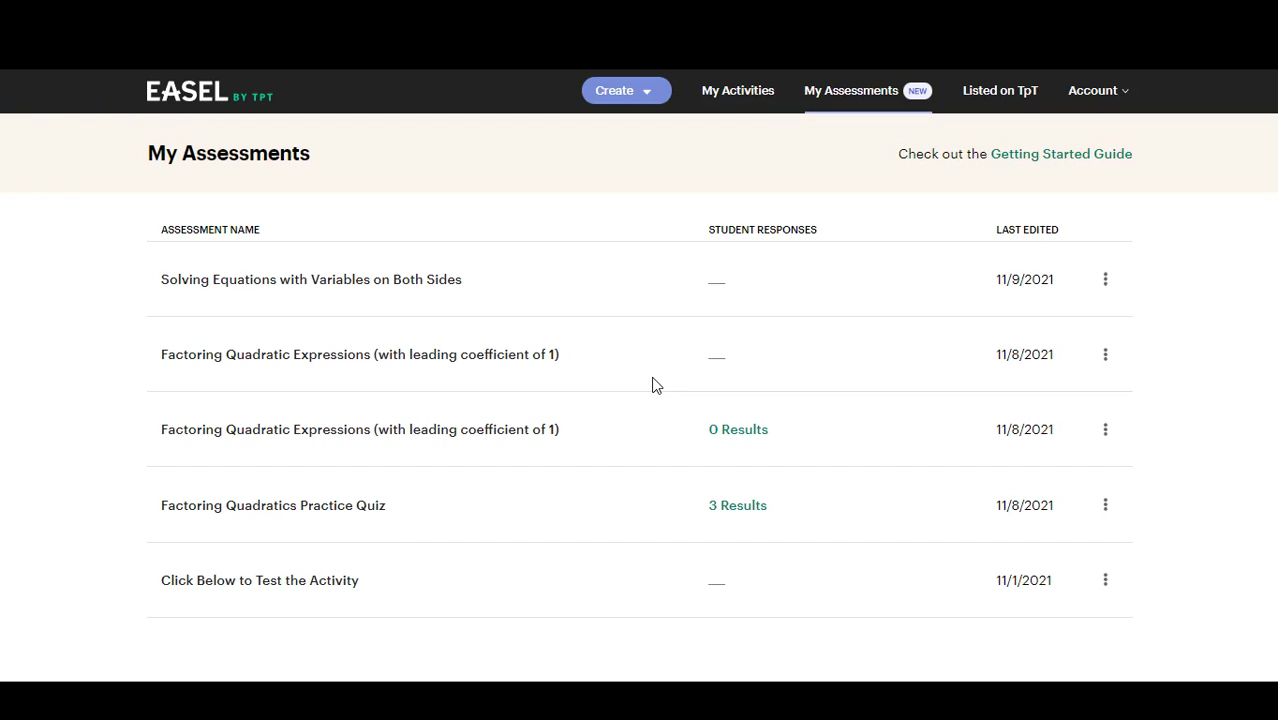 EASEL BY TPT
Create My Activities My Assessments NEW Listed on TpT Account
My Assessments Check out the Getting Started Guide
ASSESSMENT NAME STUDENT RESPONSES LAST EDITED
Solving Equations with Variables on Both Sides __ 11/9/2021
Factoring Quadratic Expressions (with leading coefficient of 1) __ 11/8/2021
Factoring Quadratic Expressions (with leading coefficient of 1) 0 Results 11/8/2021
Factoring Quadratics Practice Quiz 3 Results 11/8/2021
Click Below to Test the Activity __ 11/1/2021